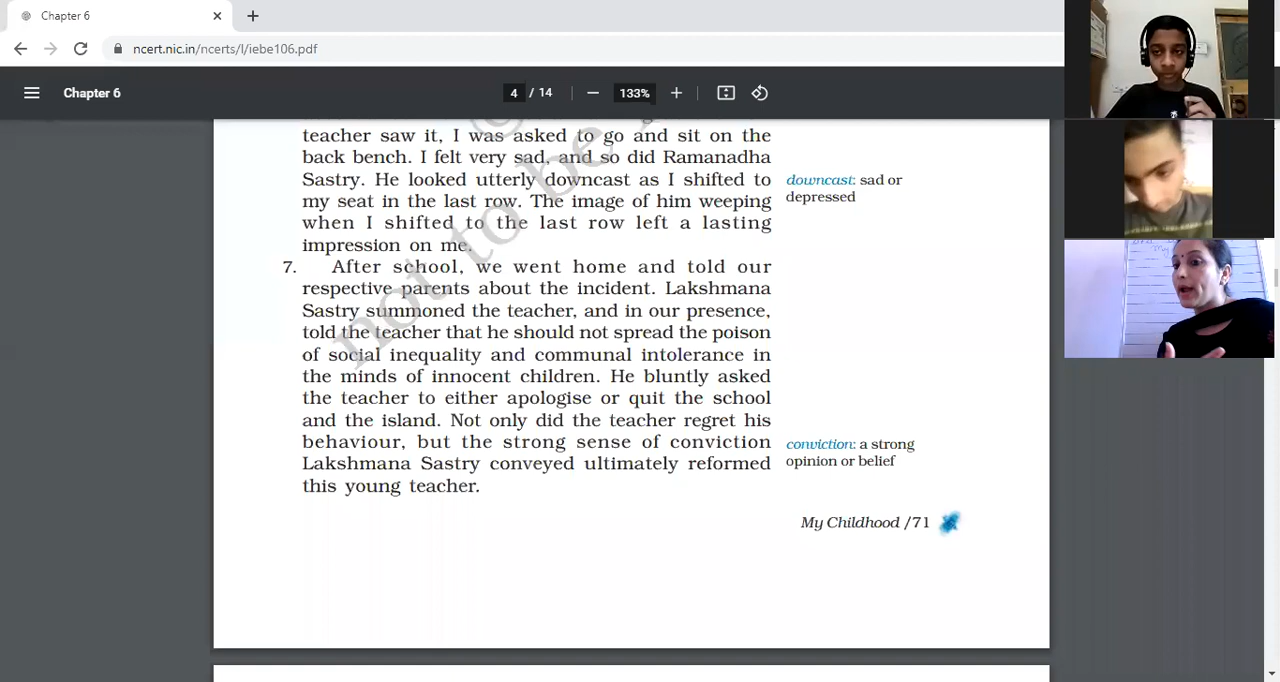 Chapter 6
ncert.nic.in/ncerts/l/iebe106.pdf
Chapter 6
4 / 14
133%
teacher saw it, I was asked to go and sit on the
back bench. I felt very sad, and so did Ramanadha
Sastry. He looked utterly downcast as I shifted to
my seat in the last row. The image of him weeping
when I shifted to the last row left a lasting
impression on me.
downcast: sad or
depressed
7. After school, we went home and told our
respective parents about the incident. Lakshmana
Sastry summoned the teacher, and in our presence,
told the teacher that he should not spread the poison
of social inequality and communal intolerance in
the minds of innocent children. He bluntly asked
the teacher to either apologise or quit the school
and the island. Not only did the teacher regret his
behaviour, but the strong sense of conviction
Lakshmana Sastry conveyed ultimately reformed
this young teacher.
conviction: a strong
opinion or belief
My Childhood /71
not to be